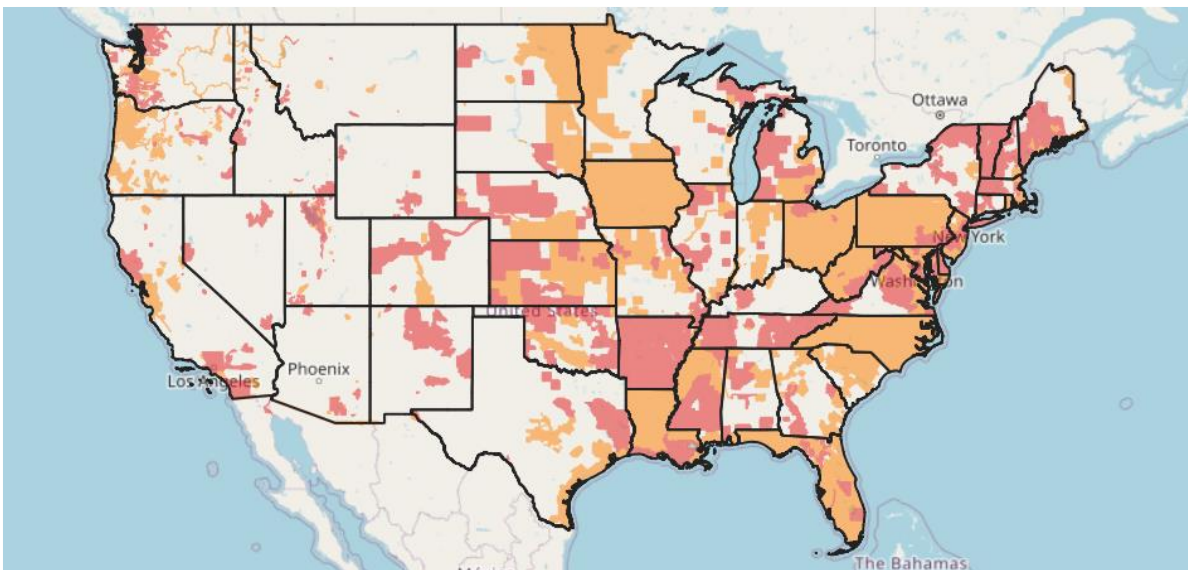 Ottawa
Toronto
New York
Washington
United States
Phoenix
Los Angeles
The Bahamas